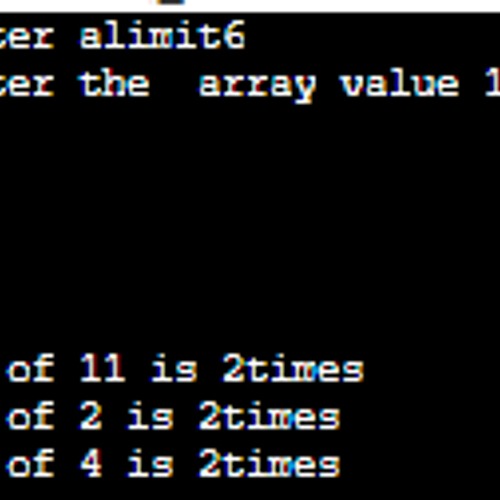 ter alimit6
ter the  array value 1
of 11 is 2times
of 2 is 2times
of 4 is 2times